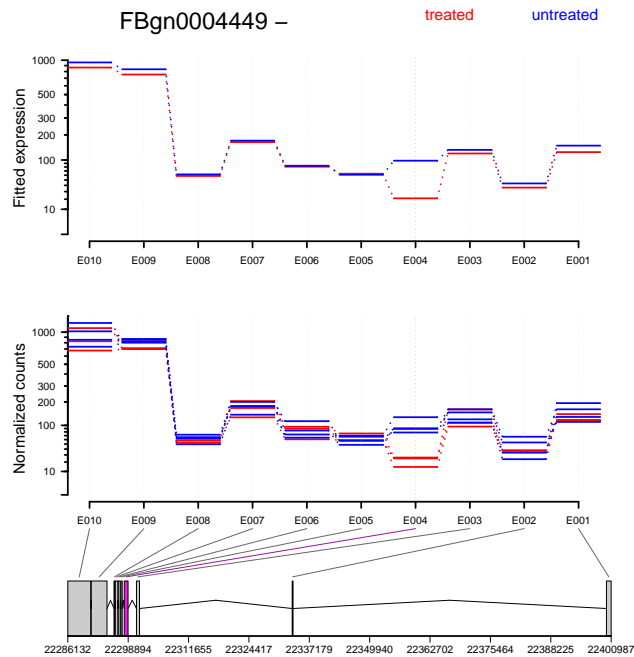 FBgn0004449 –
treated
untreated
Fitted expression
1000
500
300
200
100
10
E010 E009 E008 E007 E006 E005 E004 E003 E002 E001
Normalized counts
1000
500
300
200
100
10
E010 E009 E008 E007 E006 E005 E004 E003 E002 E001
22286132 22298894 22311655 22324417 22337179 22349940 22362702 22375464 22388225 22400987